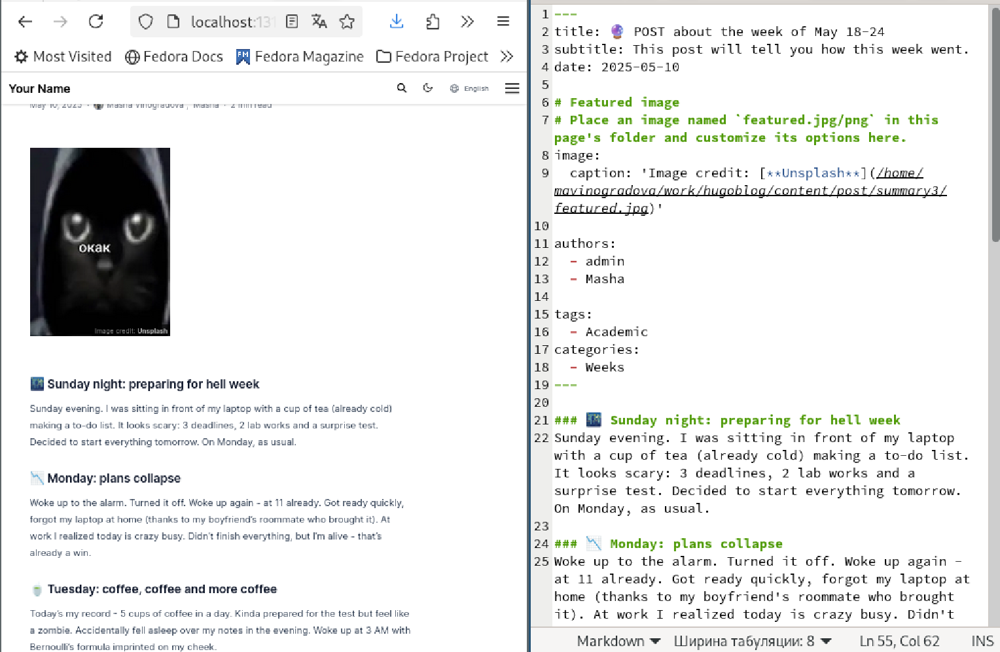 localhost:131
Most Visited Fedora Docs Fedora Magazine Fedora Project
Your Name English
May 10, 2025 · Masha Vinogradova, Masha · 2 min read
окак
Image credit: Unsplash
🌃 Sunday night: preparing for hell week
Sunday evening. I was sitting in front of my laptop with a cup of tea (already cold)
making a to-do list. It looks scary: 3 deadlines, 2 lab works and a surprise test.
Decided to start everything tomorrow. On Monday, as usual.
📉 Monday: plans collapse
Woke up to the alarm. Turned it off. Woke up again - at 11 already. Got ready quickly,
forgot my laptop at home (thanks to my boyfriend's roommate who brought it). At
work I realized today is crazy busy. Didn't finish everything, but I'm alive - that's
already a win.
🍵 Tuesday: coffee, coffee and more coffee
Today's my record - 5 cups of coffee in a day. Kinda prepared for the test but feel like
a zombie. Accidentally fell asleep over my notes in the evening. Woke up at 3 AM with
Bernoulli's formula imprinted on my cheek.
1 ---
2 title: 🔮 POST about the week of May 18-24
3 subtitle: This post will tell you how this week went.
4 date: 2025-05-10
5
6 # Featured image
7 # Place an image named `featured.jpg/png` in this
page's folder and customize its options here.
8 image:
9 caption: 'Image credit: [**Unsplash**](/home/
mavinogradova/work/hugoblog/content/post/summary3/
featured.jpg)'
10
11 authors:
12 - admin
13 - Masha
14
15 tags:
16 - Academic
17 categories:
18 - Weeks
19 ---
20
21 ### 🌃 Sunday night: preparing for hell week
22 Sunday evening. I was sitting in front of my laptop
with a cup of tea (already cold) making a to-do list.
It looks scary: 3 deadlines, 2 lab works and a
surprise test. Decided to start everything tomorrow.
On Monday, as usual.
23
24 ### 📉 Monday: plans collapse
25 Woke up to the alarm. Turned it off. Woke up again -
at 11 already. Got ready quickly, forgot my laptop at
home (thanks to my boyfriend's roommate who brought
it). At work I realized today is crazy busy. Didn't
Markdown Ширина табуляции: 8 Ln 55, Col 62 INS